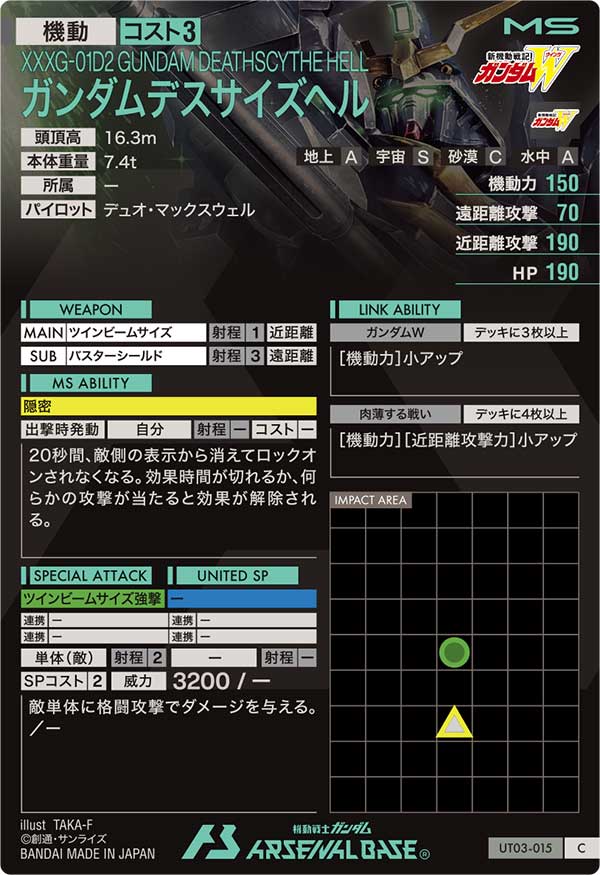 機動 コスト3 MS
XXXG-01D2 GUNDAM DEATHSCYTHE HELL
ガンダムデスサイズヘル
新機動戦記 ガンダムW ウイング
新機動戦記 ガンダムW
頭頂高 16.3m
本体重量 7.4t
所属 ー
パイロット デュオ・マックスウェル
地上 A 宇宙 S 砂漠 C 水中 A
機動力 150
遠距離攻撃 70
近距離攻撃 190
HP 190
WEAPON
MAIN ツインビームサイズ 射程 1 近距離
SUB バスターシールド 射程 3 遠距離
MS ABILITY
隠密
出撃時発動 自分 射程 ー コスト ー
20秒間、敵側の表示から消えてロックオ
ンされなくなる。効果時間が切れるか、何
らかの攻撃が当たると効果が解除され
る。
LINK ABILITY
ガンダムW デッキに3枚以上
[機動力]小アップ
肉薄する戦い デッキに4枚以上
[機動力][近距離攻撃力]小アップ
IMPACT AREA
SPECIAL ATTACK UNITED SP
ツインビームサイズ強撃 ー
連携 ー 連携 ー
連携 ー 連携 ー
単体(敵) 射程 2 ー 射程 ー
SPコスト 2 威力 3200 / ー
敵単体に格闘攻撃でダメージを与える。
/ー
illust TAKA-F
©創通・サンライズ
BANDAI MADE IN JAPAN
機動戦士ガンダム
AB ARSENAL BASE®
UT03-015 C